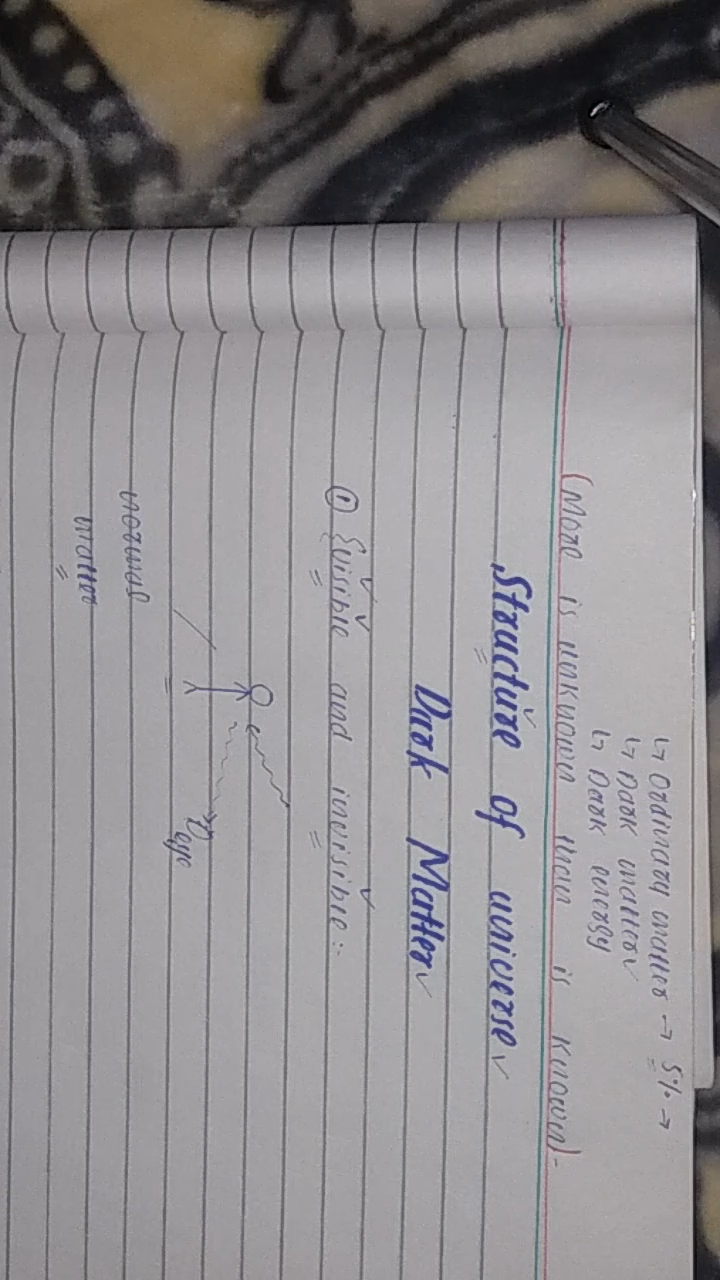 ↳ Ordinary matter → 5% →
↳ Dark matter ✓
↳ Dark energy
(More is unknown than is known)-
Structure of universe ✓
Dark Matter ✓
① {visible and invisible :-
eye
normal
matter